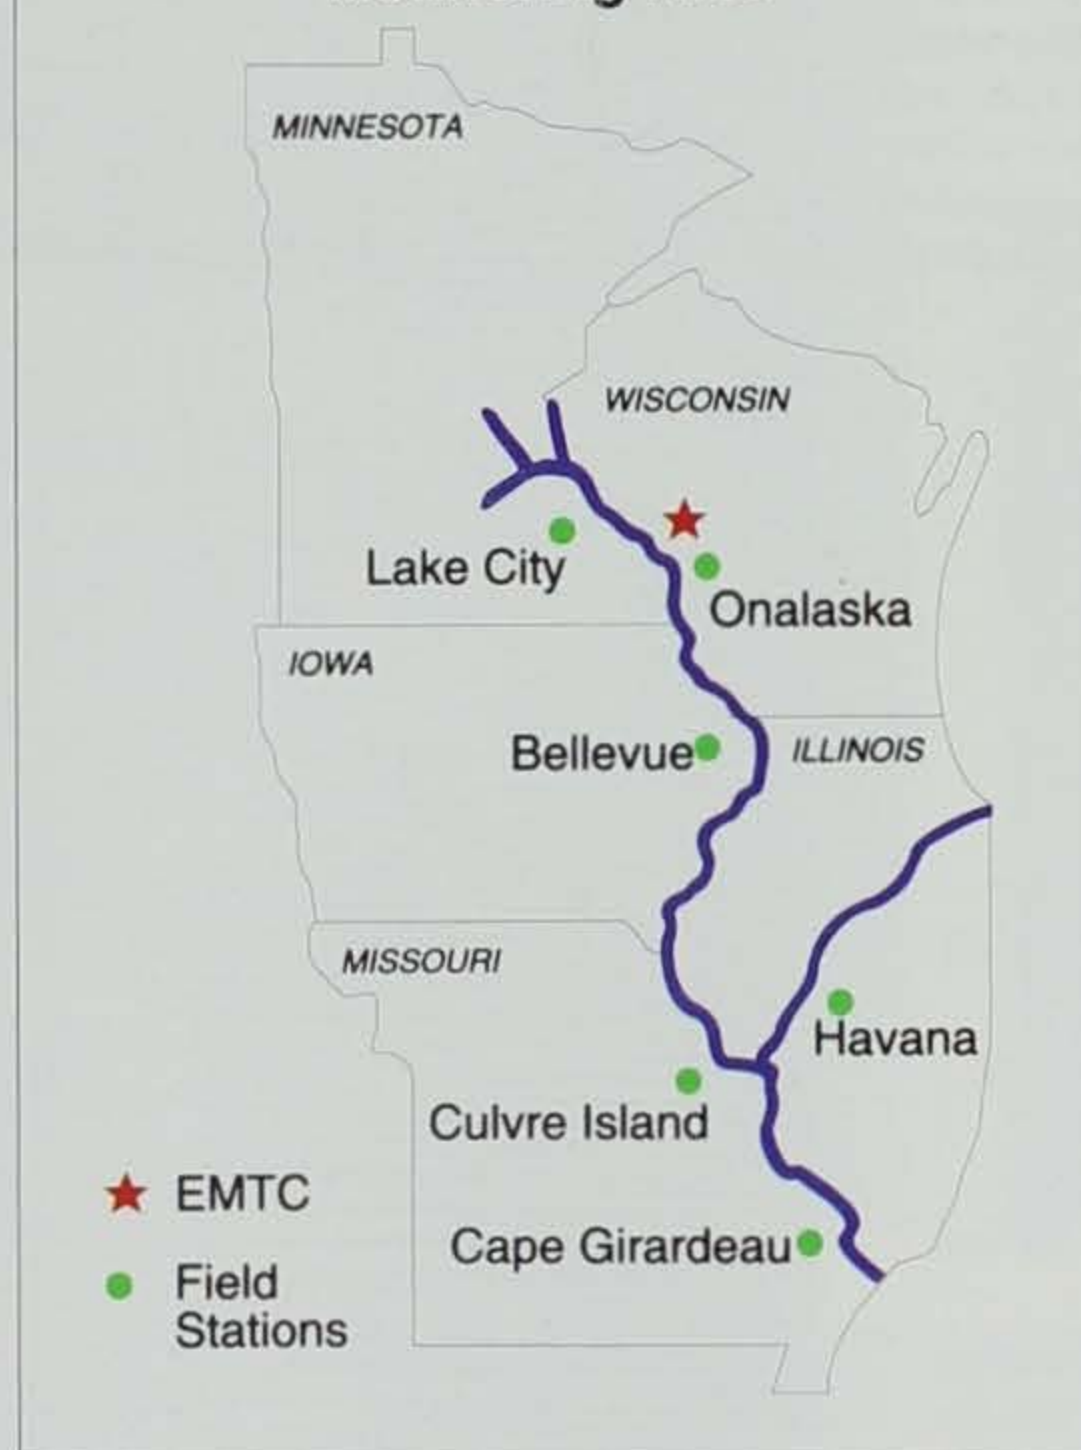 MINNESOTA
WISCONSIN
Lake City
Onalaska
IOWA
Bellevue
ILLINOIS
MISSOURI
Havana
Culvre Island
Cape Girardeau
EMTC
Field
Stations